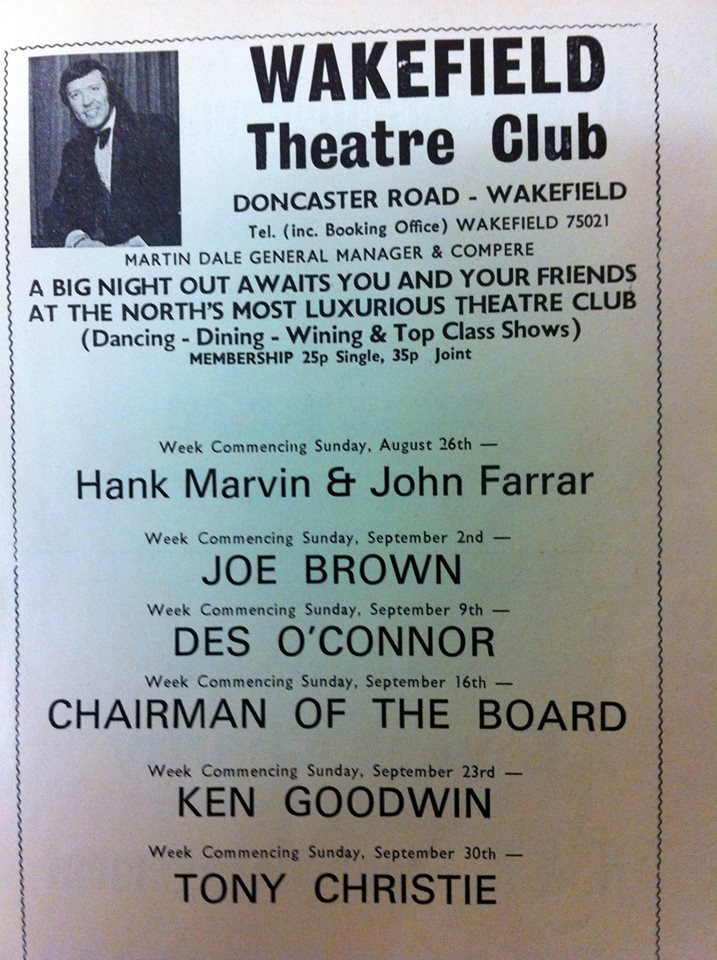 WAKEFIELD
Theatre Club
DONCASTER ROAD - WAKEFIELD
Tel. (inc. Booking Office) WAKEFIELD 75021
MARTIN DALE GENERAL MANAGER & COMPERE
A BIG NIGHT OUT AWAITS YOU AND YOUR FRIENDS
AT THE NORTH'S MOST LUXURIOUS THEATRE CLUB
(Dancing - Dining - Wining & Top Class Shows)
MEMBERSHIP 25p Single, 35p Joint
Week Commencing Sunday, August 26th —
Hank Marvin & John Farrar
Week Commencing Sunday, September 2nd —
JOE BROWN
Week Commencing Sunday, September 9th —
DES O'CONNOR
Week Commencing Sunday, September 16th —
CHAIRMAN OF THE BOARD
Week Commencing Sunday, September 23rd —
KEN GOODWIN
Week Commencing Sunday, September 30th —
TONY CHRISTIE